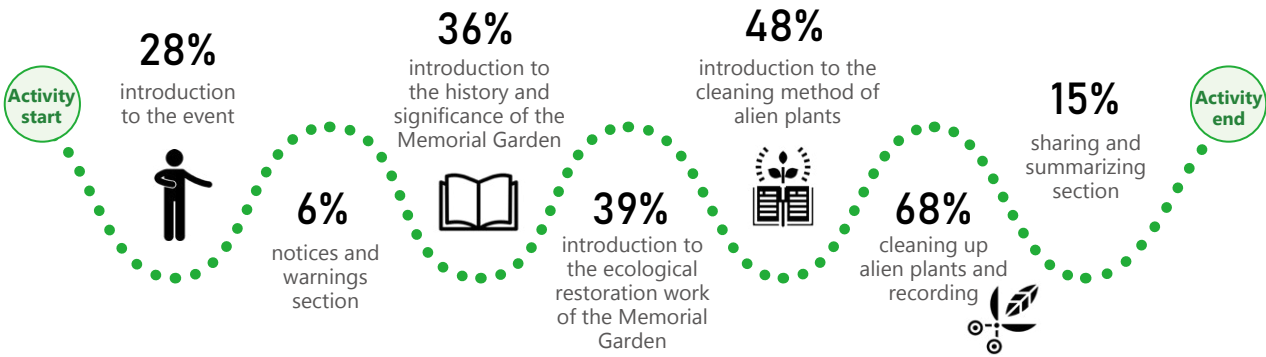 Activity
start
28%
introduction
to the event
6%
notices and
warnings
section
36%
introduction to
the history and
significance of the
Memorial Garden
39%
introduction to
the ecological
restoration work
of the Memorial
Garden
48%
introduction to the
cleaning method of
alien plants
68%
cleaning up
alien plants and
recording
15%
sharing and
summarizing
section
Activity
end